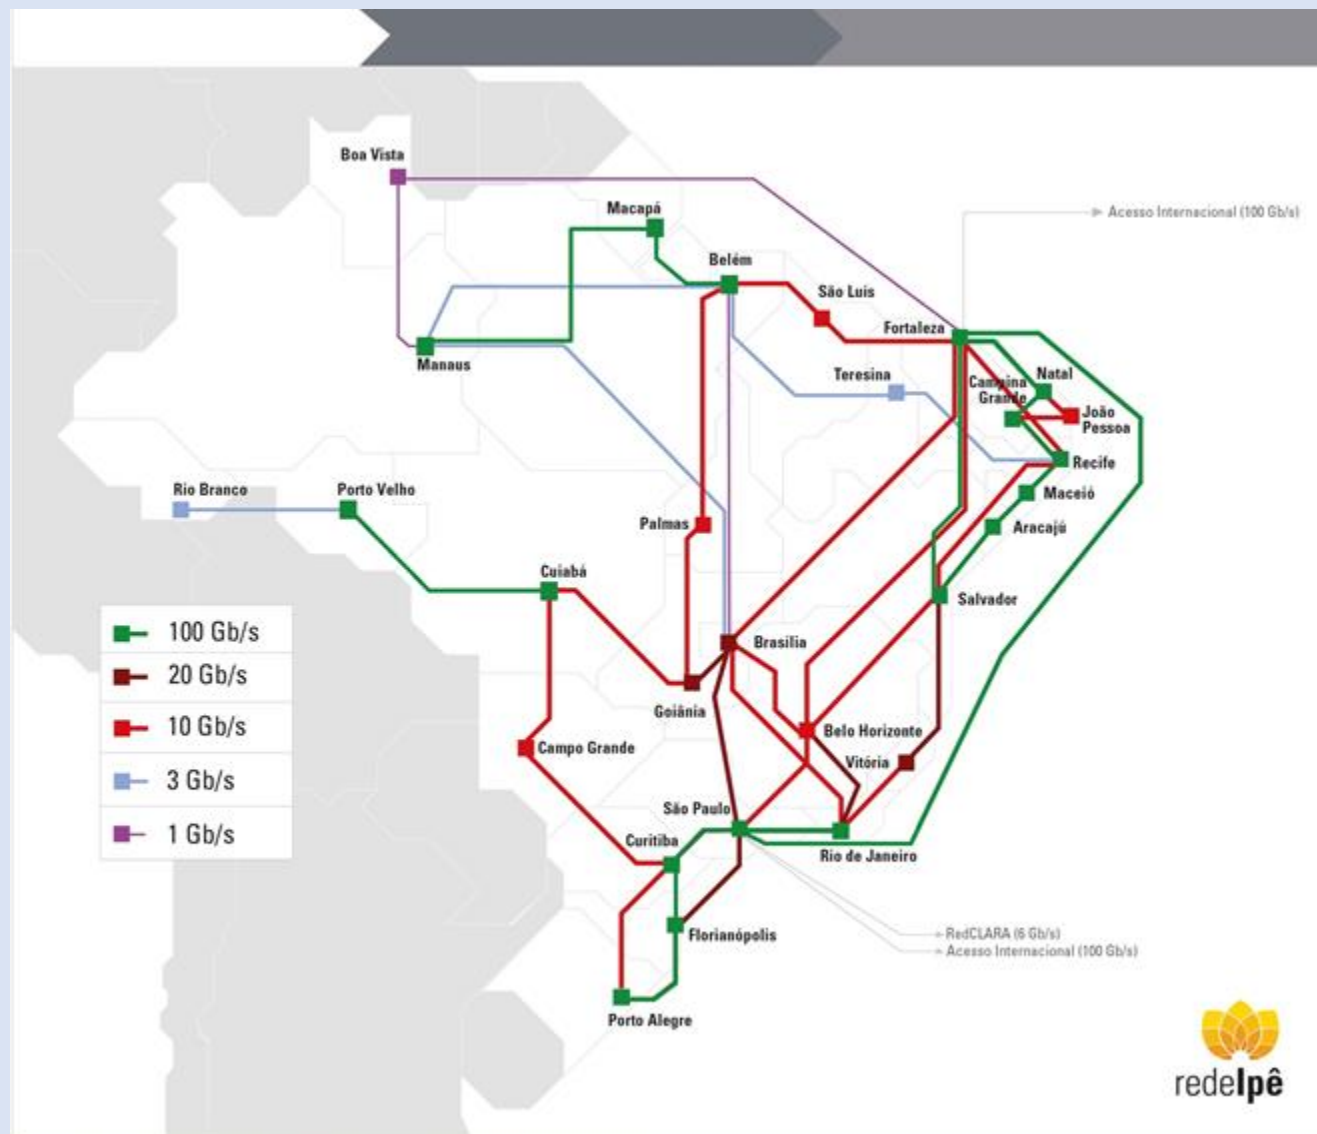 Boa Vista
Macapá
Acesso Internacional (100 Gb/s)
Belém
São Luis
Fortaleza
Manaus
Teresina
Campina
Grande
Natal
João
Pessoa
Recife
Rio Branco
Porto Velho
Maceió
Palmas
Aracajú
Cuiabá
Salvador
100 Gb/s
20 Gb/s
10 Gb/s
3 Gb/s
1 Gb/s
Brasília
Goiânia
Belo Horizonte
Campo Grande
Vitória
São Paulo
Curitiba
Rio de Janeiro
RedCLARA (6 Gb/s)
Florianópolis
Acesso Internacional (100 Gb/s)
Porto Alegre
redeIpê